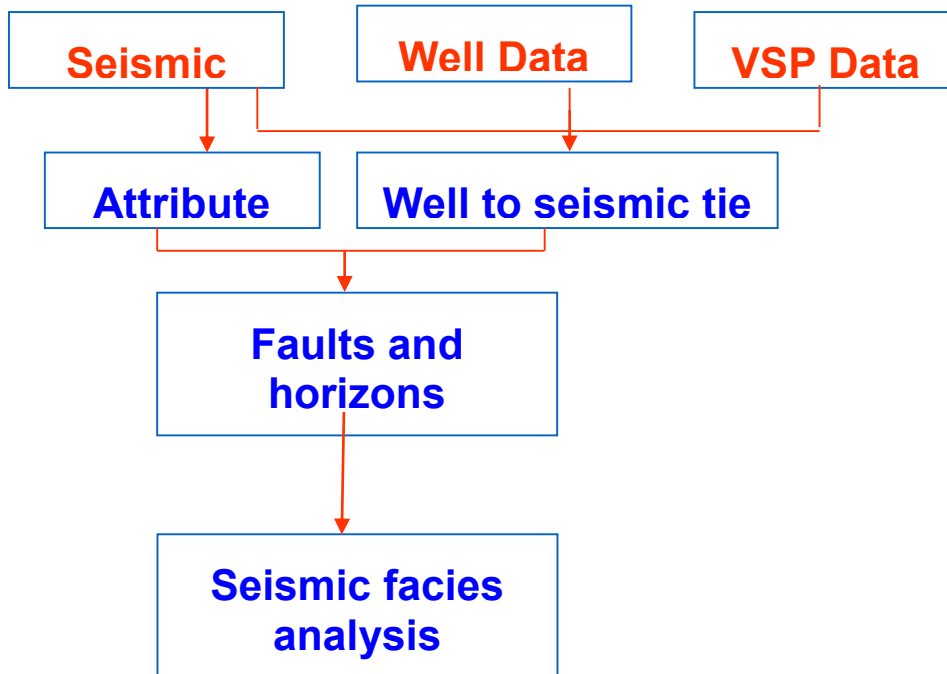 Seismic
Well Data
VSP Data
Attribute
Well to seismic tie
Faults and
horizons
Seismic facies
analysis